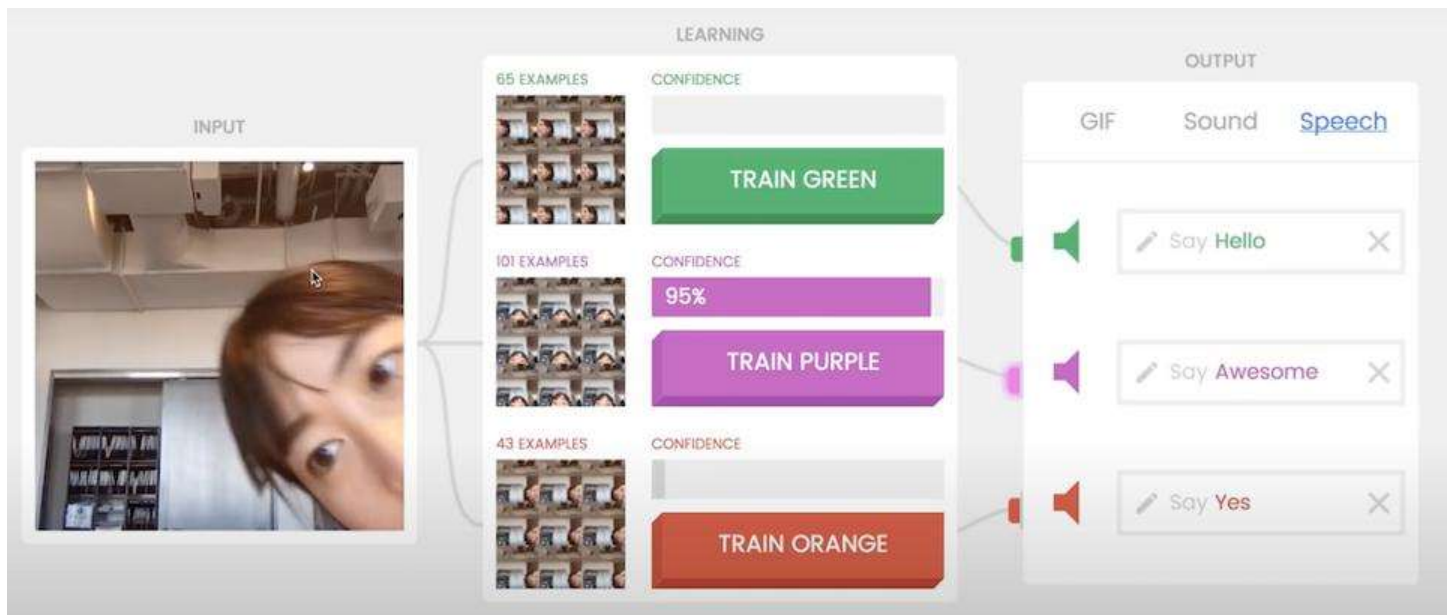 LEARNING
OUTPUT
INPUT
65 EXAMPLES
CONFIDENCE
TRAIN GREEN
101 EXAMPLES
CONFIDENCE
95%
TRAIN PURPLE
43 EXAMPLES
CONFIDENCE
TRAIN ORANGE
GIF Sound Speech
Say Hello
Say Awesome
Say Yes